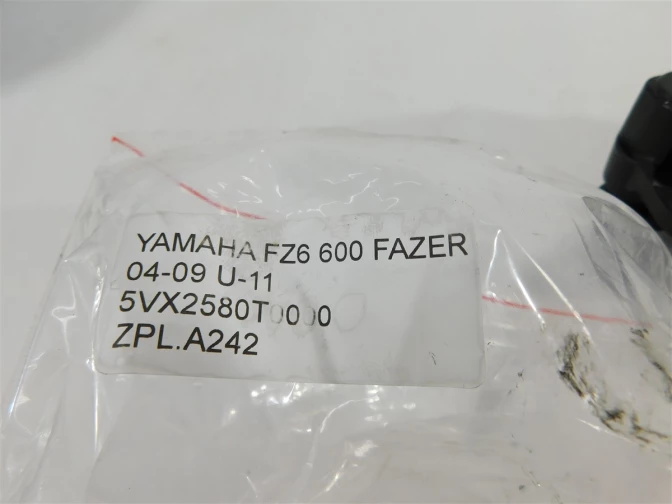 YAMAHA FZ6 600 FAZER
04-09 U-11
5VX2580T0000
ZPL.A242